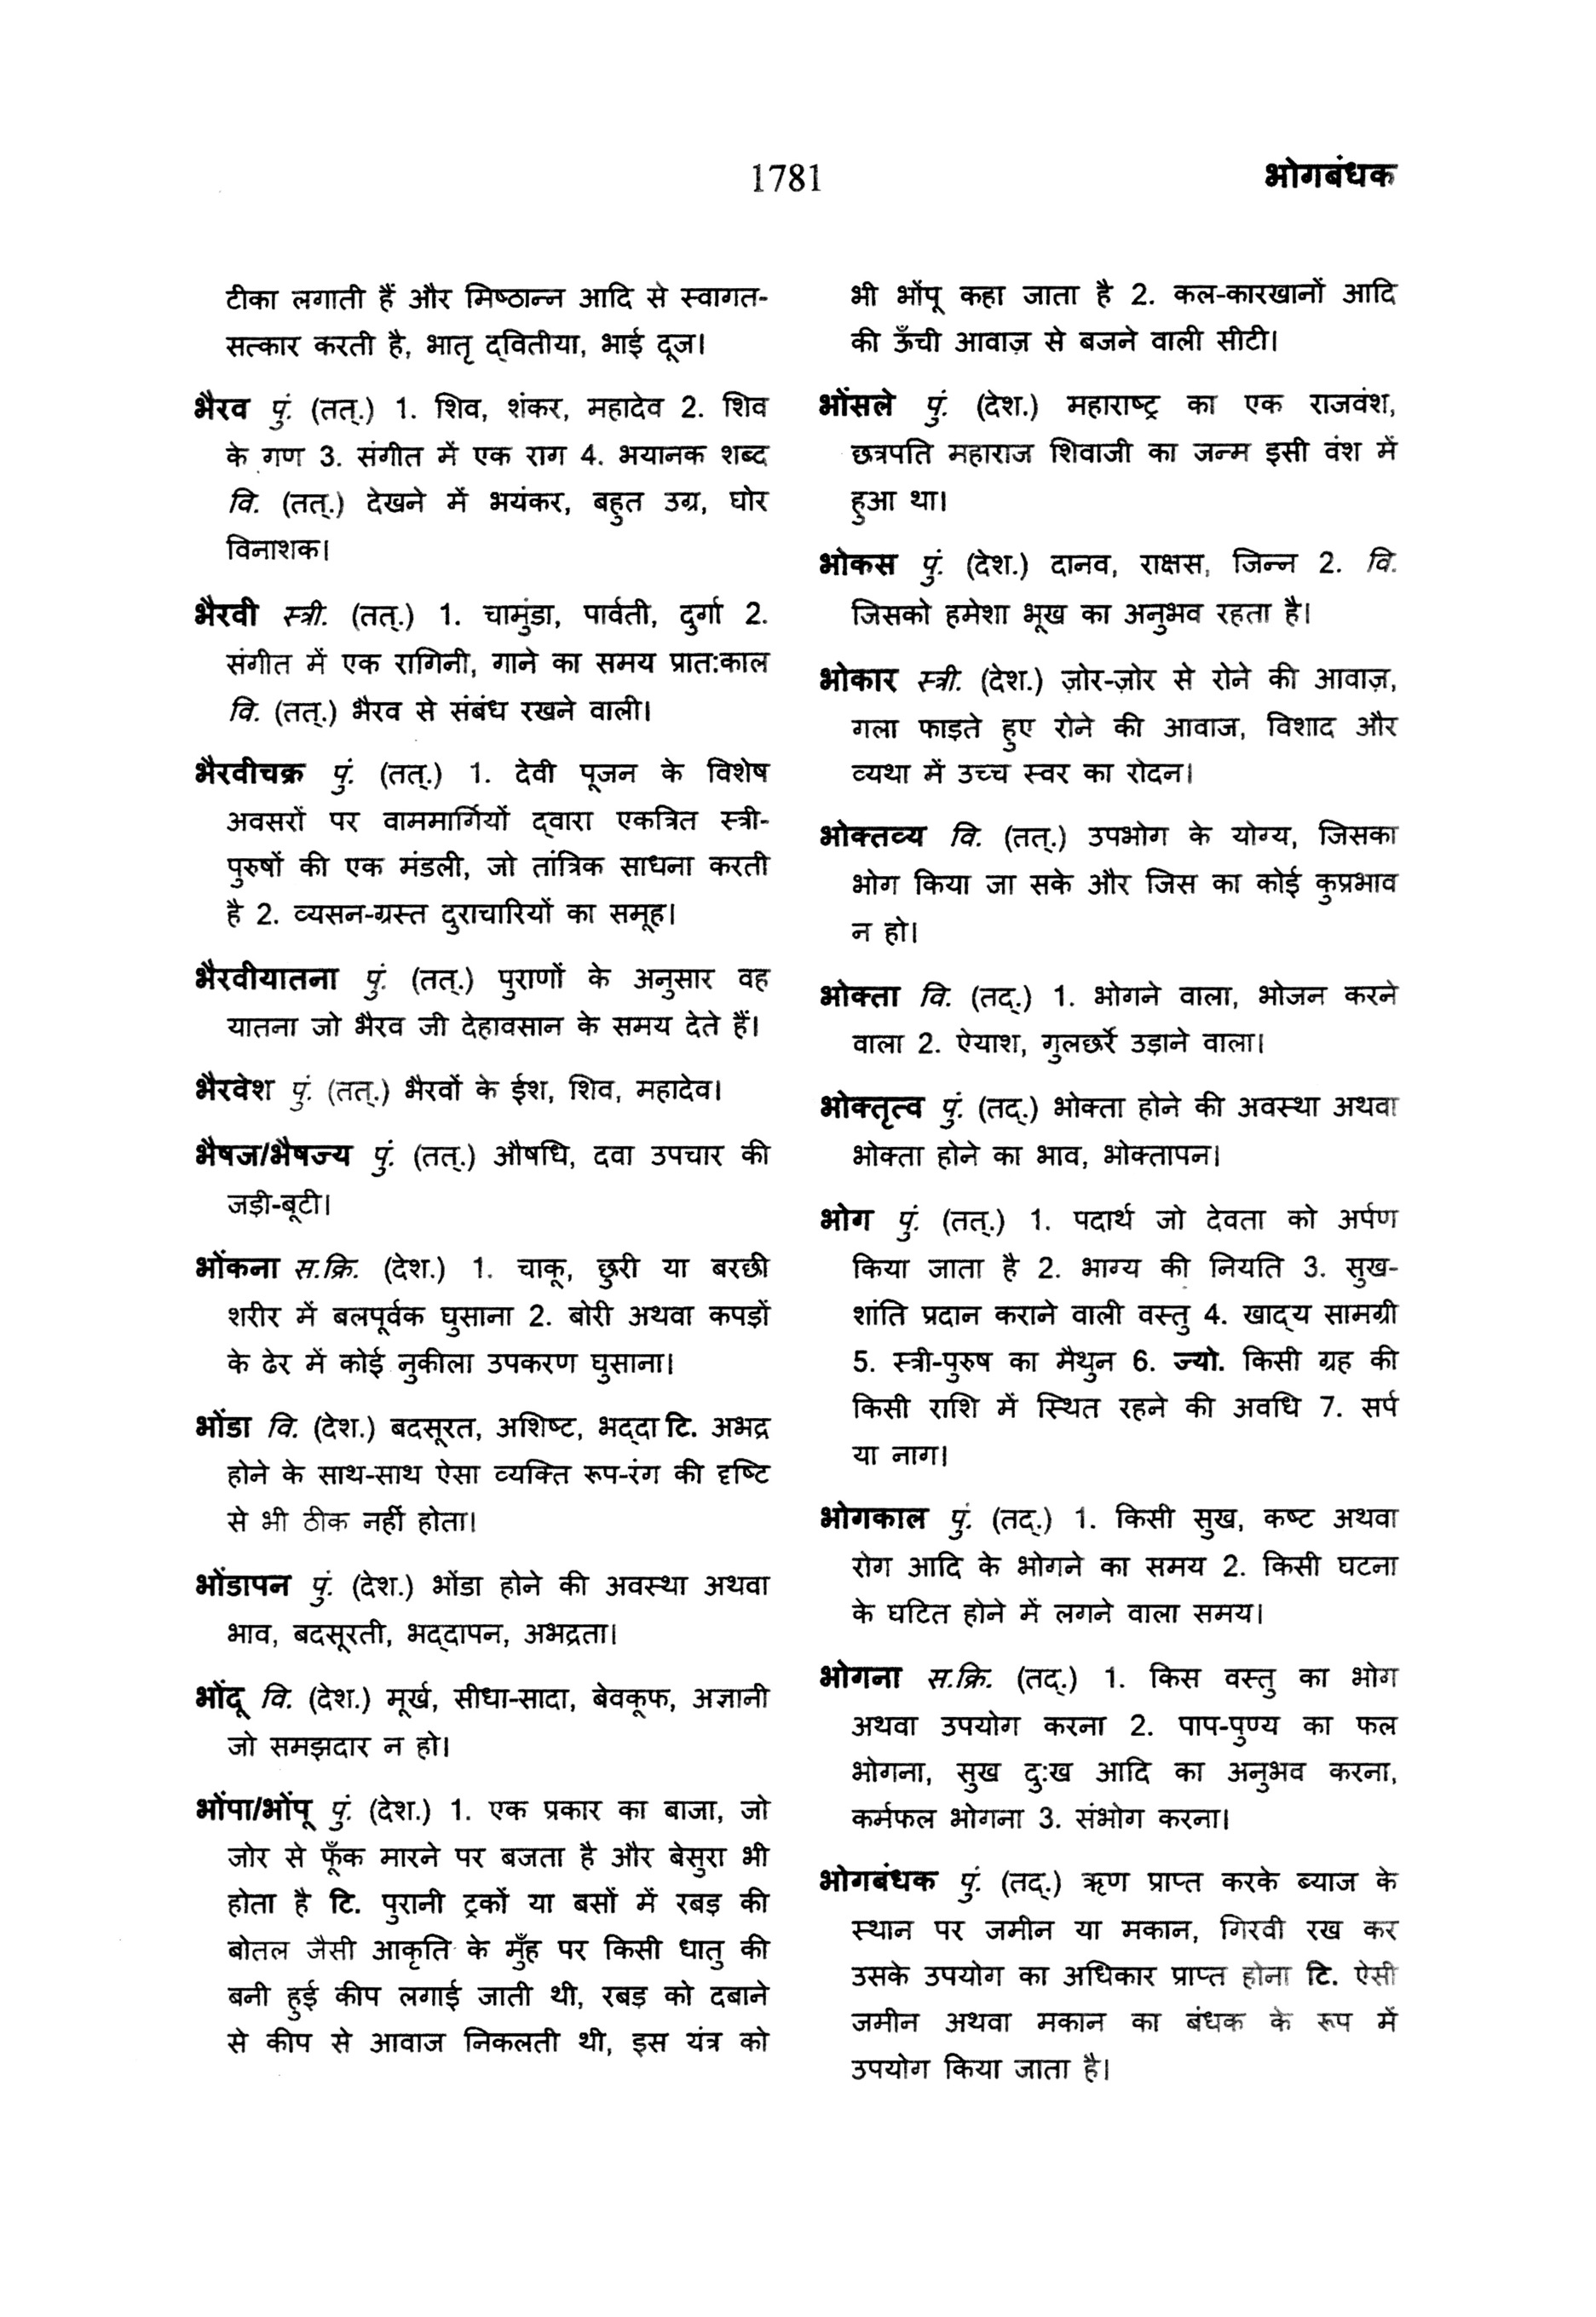 1781
भोगबंधक
टीका लगाती हैं और मिष्ठान्न आदि से स्वागत-
सत्कार करती है, भातृ द्वितीया, भाई दूज।
भैरव पुं. (तत्.) 1. शिव, शंकर, महादेव 2. शिव
के गण 3. संगीत में एक राग 4. भयानक शब्द
वि. (तत्.) देखने में भयंकर, बहुत उग्र, घोर
विनाशक।
भैरवी स्त्री. (तत्.) 1. चामुंडा, पार्वती, दुर्गा 2.
संगीत में एक रागिनी, गाने का समय प्रात:काल
वि. (तत्.) भैरव से संबंध रखने वाली।
भैरवीचक्र पुं. (तत्.) 1. देवी पूजन के विशेष
अवसरों पर वाममार्गियों द्वारा एकत्रित स्त्री-
पुरुषों की एक मंडली, जो तांत्रिक साधना करती
है 2. व्यसन-ग्रस्त दुराचारियों का समूह।
भैरवीयातना पुं. (तत्.) पुराणों के अनुसार वह
यातना जो भैरव जी देहावसान के समय देते हैं।
भैरवेश पुं. (तत्.) भैरवों के ईश, शिव, महादेव।
भैषज/भैषज्य पुं. (तत्.) औषधि, दवा उपचार की
जड़ी-बूटी।
भोंकना स.क्रि. (देश.) 1. चाकू, छुरी या बरछी
शरीर में बलपूर्वक घुसाना 2. बोरी अथवा कपड़ों
के ढेर में कोई नुकीला उपकरण घुसाना।
भोंडा वि. (देश.) बदसूरत, अशिष्ट, भद्दा टि. अभद्र
होने के साथ-साथ ऐसा व्यक्ति रूप-रंग की दृष्टि
से भी ठीक नहीं होता।
भोंडापन पुं. (देश.) भोंडा होने की अवस्था अथवा
भाव, बदसूरती, भद्दापन, अभद्रता।
भोंदू वि. (देश.) मूर्ख, सीधा-सादा, बेवकूफ, अज्ञानी
जो समझदार न हो।
भोंपा/भोंपू पुं. (देश.) 1. एक प्रकार का बाजा, जो
जोर से फूँक मारने पर बजता है और बेसुरा भी
होता है टि. पुरानी ट्रकों या बसों में रबड़ की
बोतल जैसी आकृति के मुँह पर किसी धातु की
बनी हुई कीप लगाई जाती थी, रबड़ को दबाने
से कीप से आवाज निकलती थी, इस यंत्र को
भी भोंपू कहा जाता है 2. कल-कारखानों आदि
की ऊँची आवाज़ से बजने वाली सीटी।
भोंसले पुं. (देश.) महाराष्ट्र का एक राजवंश,
छत्रपति महाराज शिवाजी का जन्म इसी वंश में
हुआ था।
भोकस पुं. (देश.) दानव, राक्षस, जिन्न 2. वि.
जिसको हमेशा भूख का अनुभव रहता है।
भोकार स्त्री. (देश.) ज़ोर-ज़ोर से रोने की आवाज़,
गला फाड़ते हुए रोने की आवाज, विशाद और
व्यथा में उच्च स्वर का रोदन।
भोक्तव्य वि. (तत्.) उपभोग के योग्य, जिसका
भोग किया जा सके और जिस का कोई कुप्रभाव
न हो।
भोक्ता वि. (तद्.) 1. भोगने वाला, भोजन करने
वाला 2. ऐयाश, गुलछर्रे उड़ाने वाला।
भोक्तृत्व पुं. (तद्.) भोक्ता होने की अवस्था अथवा
भोक्ता होने का भाव, भोक्तापन।
भोग पुं. (तत्.) 1. पदार्थ जो देवता को अर्पण
किया जाता है 2. भाग्य की नियति 3. सुख-
शांति प्रदान कराने वाली वस्तु 4. खाद्य सामग्री
5. स्त्री-पुरुष का मैथुन 6. ज्यो. किसी ग्रह की
किसी राशि में स्थित रहने की अवधि 7. सर्प
या नाग।
भोगकाल पुं. (तद्.) 1. किसी सुख, कष्ट अथवा
रोग आदि के भोगने का समय 2. किसी घटना
के घटित होने में लगने वाला समय।
भोगना स.क्रि. (तद्.) 1. किस वस्तु का भोग
अथवा उपयोग करना 2. पाप-पुण्य का फल
भोगना, सुख दु:ख आदि का अनुभव करना,
कर्मफल भोगना 3. संभोग करना।
भोगबंधक पुं. (तद्.) ऋण प्राप्त करके ब्याज के
स्थान पर जमीन या मकान, गिरवी रख कर
उसके उपयोग का अधिकार प्राप्त होना टि. ऐसी
जमीन अथवा मकान का बंधक के रूप में
उपयोग किया जाता है।